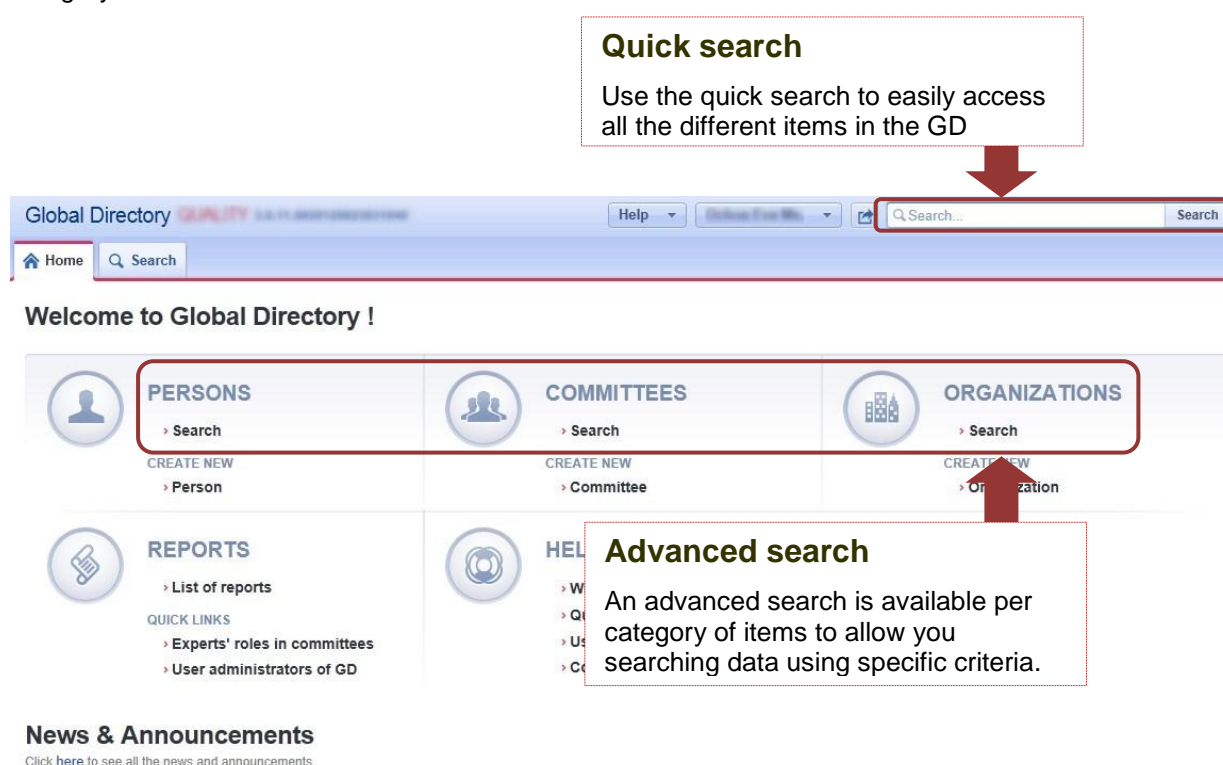 Quick search
Use the quick search to easily access
all the different items in the GD
Global Directory
Help
Search...
Search
Home
Search
Welcome to Global Directory !
PERSONS
COMMITTEES
ORGANIZATIONS
› Search
› Search
› Search
CREATE NEW
CREATE NEW
› Person
› Committee
REPORTS
› List of reports
QUICK LINKS
› Experts' roles in committees
› User administrators of GD
Advanced search
An advanced search is available per
category of items to allow you
searching data using specific criteria.
News & Announcements
Click here to see all the news and announcements